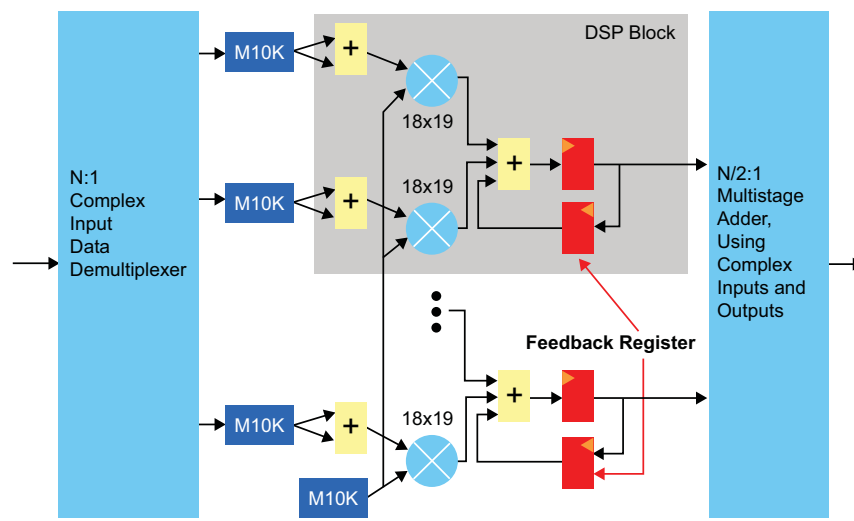 DSP Block
M10K
+
18x19
N:1
Complex
Input
Data
Demultiplexer
M10K
+
18x19
+
N/2:1
Multistage
Adder,
Using
Complex
Inputs and
Outputs
Feedback Register
M10K
+
18x19
+
M10K